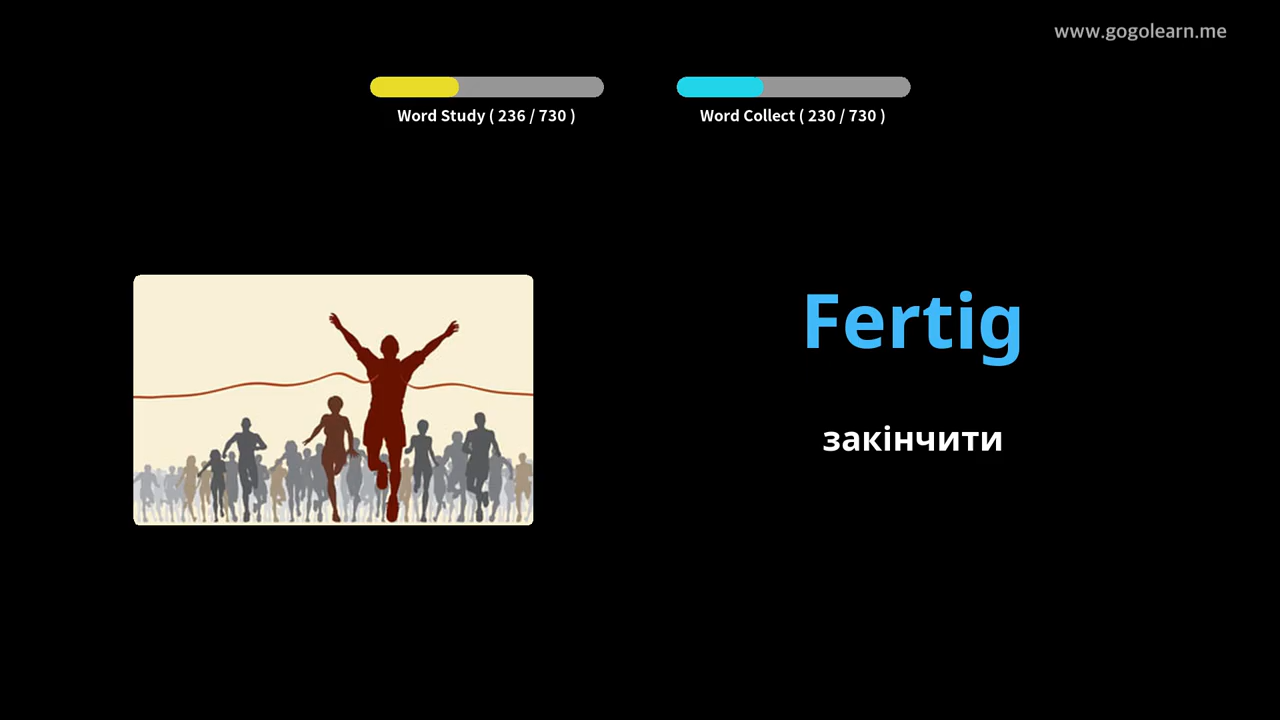 www.gogolearn.me
Word Study ( 236 / 730 )
Word Collect ( 230 / 730 )
Fertig
закінчити